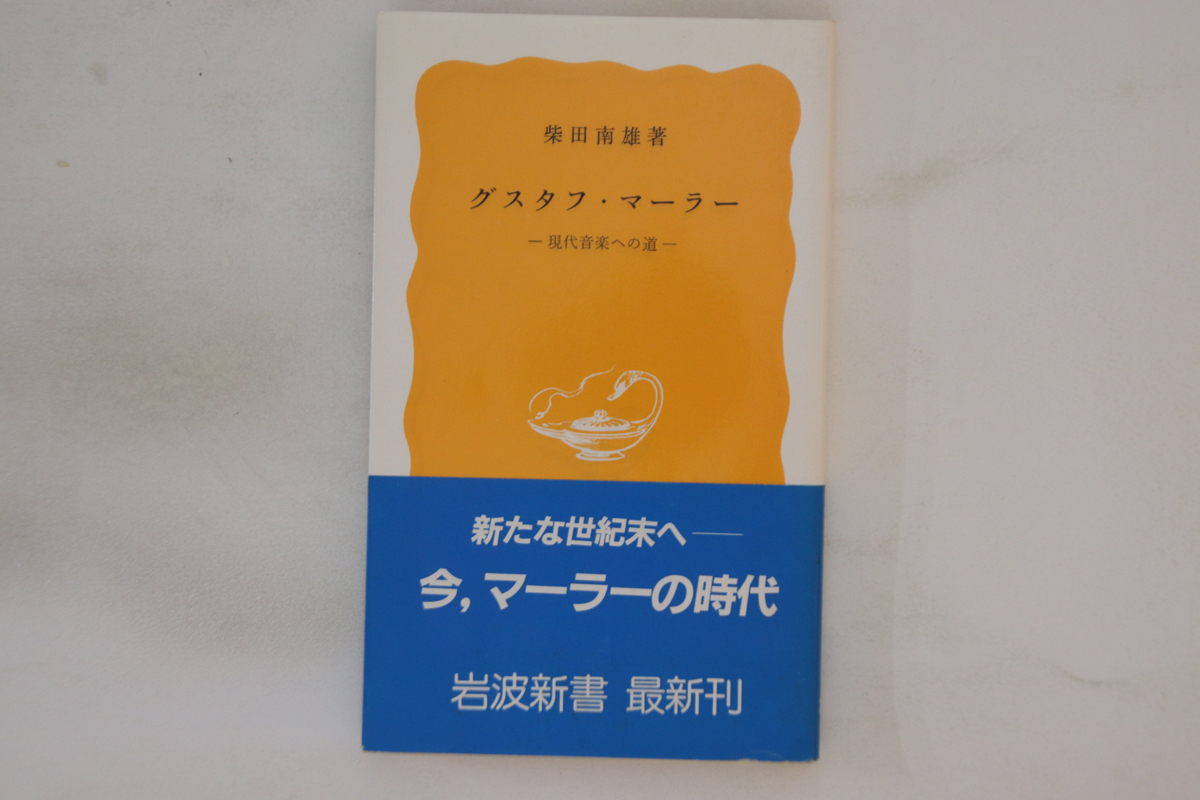 柴田南雄著
グスタフ・マーラー
―現代音楽への道―
新たな世紀末へ――
今,マーラーの時代
岩波新書 最新刊